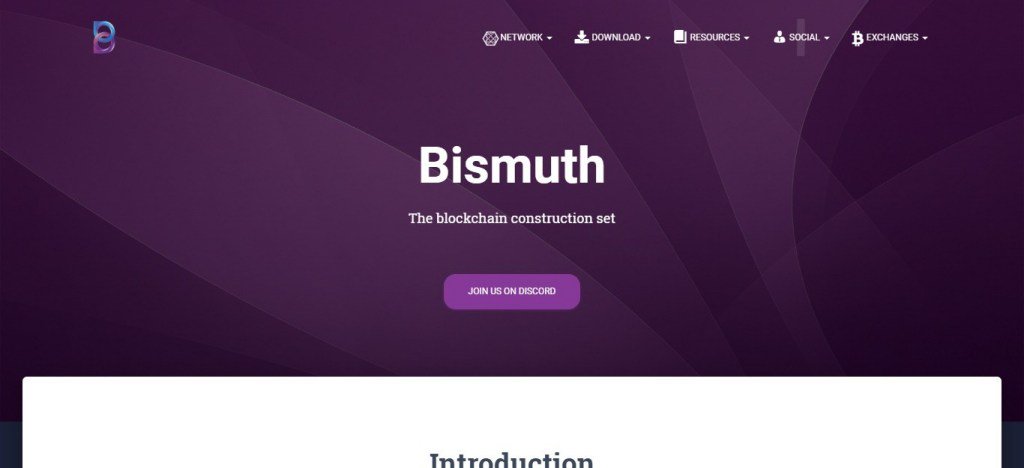 NETWORK DOWNLOAD RESOURCES SOCIAL EXCHANGES
Bismuth
The blockchain construction set
JOIN US ON DISCORD
Introduction